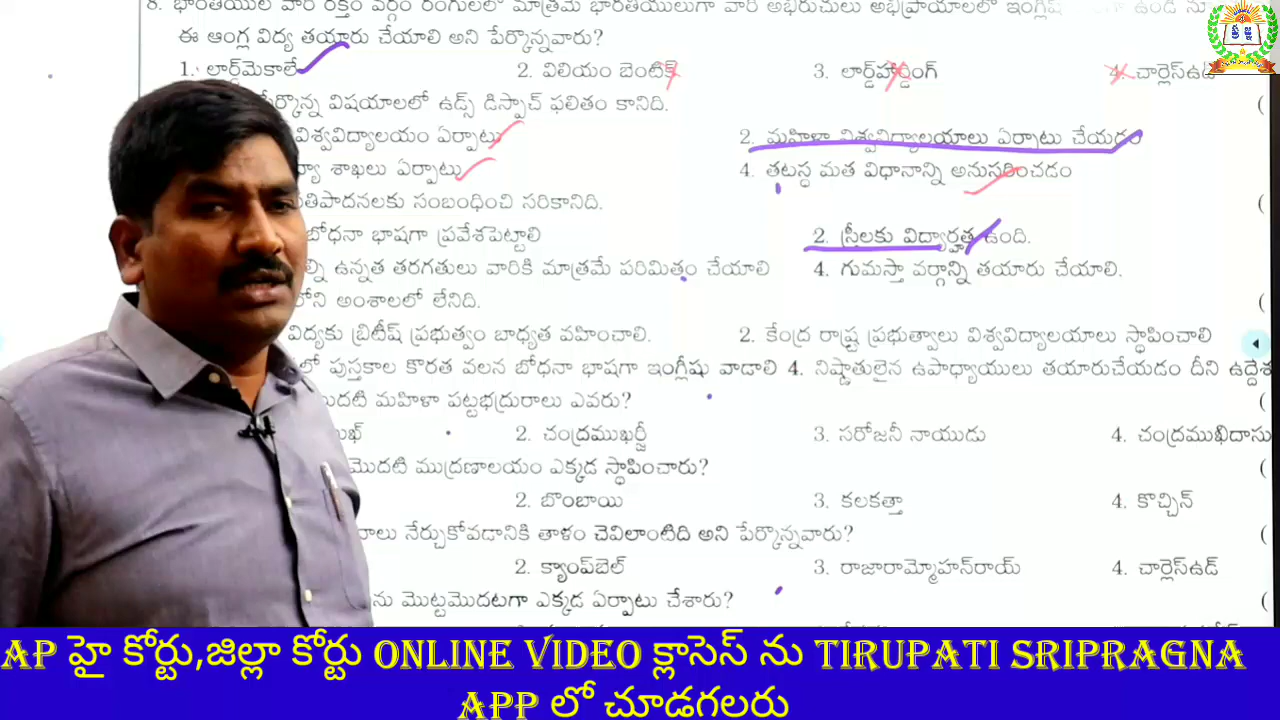 8. భారతీయుల వారి రక్తం వర్గం రంగులలో మాత్రమే భారతీయులుగా వారి అభిరుచులు అభిప్రాయాలలో ఇంగ్లీష్ ఉండే
ఈ ఆంగ్ల విద్య తయారు చేయాలి అని పేర్కొన్నవారు?
1. లార్డ్‌మెకాలే 2. విలియం బెంటిక్ 3. లార్డ్‌హార్డింగ్ 4. చార్లెస్‌ఉడ్
పేర్కొన్న విషయాలలో ఉడ్స్ డిస్పాచ్ ఫలితం కానిది. (
విశ్వవిద్యాలయం ఏర్పాటు 2. మహిళా విశ్వవిద్యాలయాలు ఏర్పాటు చేయడం
శాఖలు ఏర్పాటు 4. తటస్థ మత విధానాన్ని అనుసరించడం
సంబంధించి సరికానిది. (
బోధనా భాషగా ప్రవేశపెట్టాలి 2. స్త్రీలకు విద్యార్హత ఉంది.
ఉన్నత తరగతులు వారికి మాత్రమే పరిమితం చేయాలి 4. గుమస్తా వర్గాన్ని తయారు చేయాలి.
అంశాలలో లేనిది. (
విద్యకు బ్రిటీష్ ప్రభుత్వం బాధ్యత వహించాలి. 2. కేంద్ర రాష్ట్ర ప్రభుత్వాలు విశ్వవిద్యాలయాలు స్థాపించాలి
లో పుస్తకాల కొరత వలన బోధనా భాషగా ఇంగ్లీషు వాడాలి 4. నిష్ణాతులైన ఉపాధ్యాయులు తయారుచేయడం దీని ఉద్దేశ
మహిళా పట్టభద్రురాలు ఎవరు? (
2. చంద్రముఖర్జీ 3. సరోజనీ నాయుడు 4. చంద్రముఖిదాసు
మొదటి ముద్రణాలయం ఎక్కడ స్థాపించారు? (
2. బొంబాయి 3. కలకత్తా 4. కొచ్చిన్
నేర్చుకోవడానికి తాళం చెవిలాంటిది అని పేర్కొన్నవారు? (
2. క్యాంప్‌బెల్ 3. రాజారామ్మోహన్‌రాయ్ 4. చార్లెస్‌ఉడ్
ను మొట్టమొదటగా ఎక్కడ ఏర్పాటు చేశారు? (
AP హై కోర్టు,జిల్లా కోర్టు ONLINE VIDEO క్లాసెస్ ను TIRUPATI SRIPRAGNA
APP లో చూడగలరు